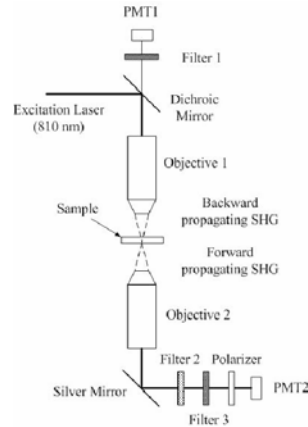 PMT1
Filter 1
Dichroic
Mirror
Excitation Laser
(810 nm)
Objective 1
Sample
Backward
propagating SHG
Forward
propagating SHG
Objective 2
Filter 2 Polarizer
Silver Mirror
PMT2
Filter 3